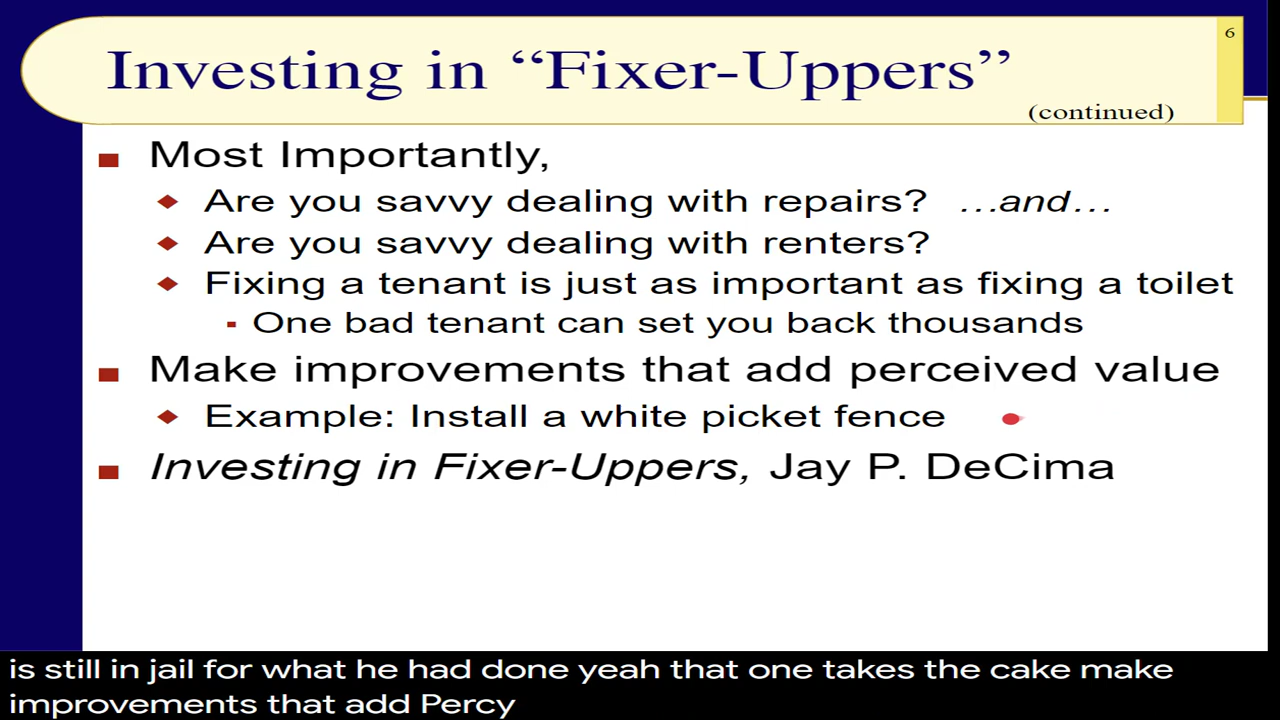 6
Investing in “Fixer-Uppers”
(continued)
Most Importantly,
Are you savvy dealing with repairs? …and…
Are you savvy dealing with renters?
Fixing a tenant is just as important as fixing a toilet
One bad tenant can set you back thousands
Make improvements that add perceived value
Example: Install a white picket fence
Investing in Fixer-Uppers, Jay P. DeCima
is still in jail for what he had done yeah that one takes the cake make
improvements that add Percy